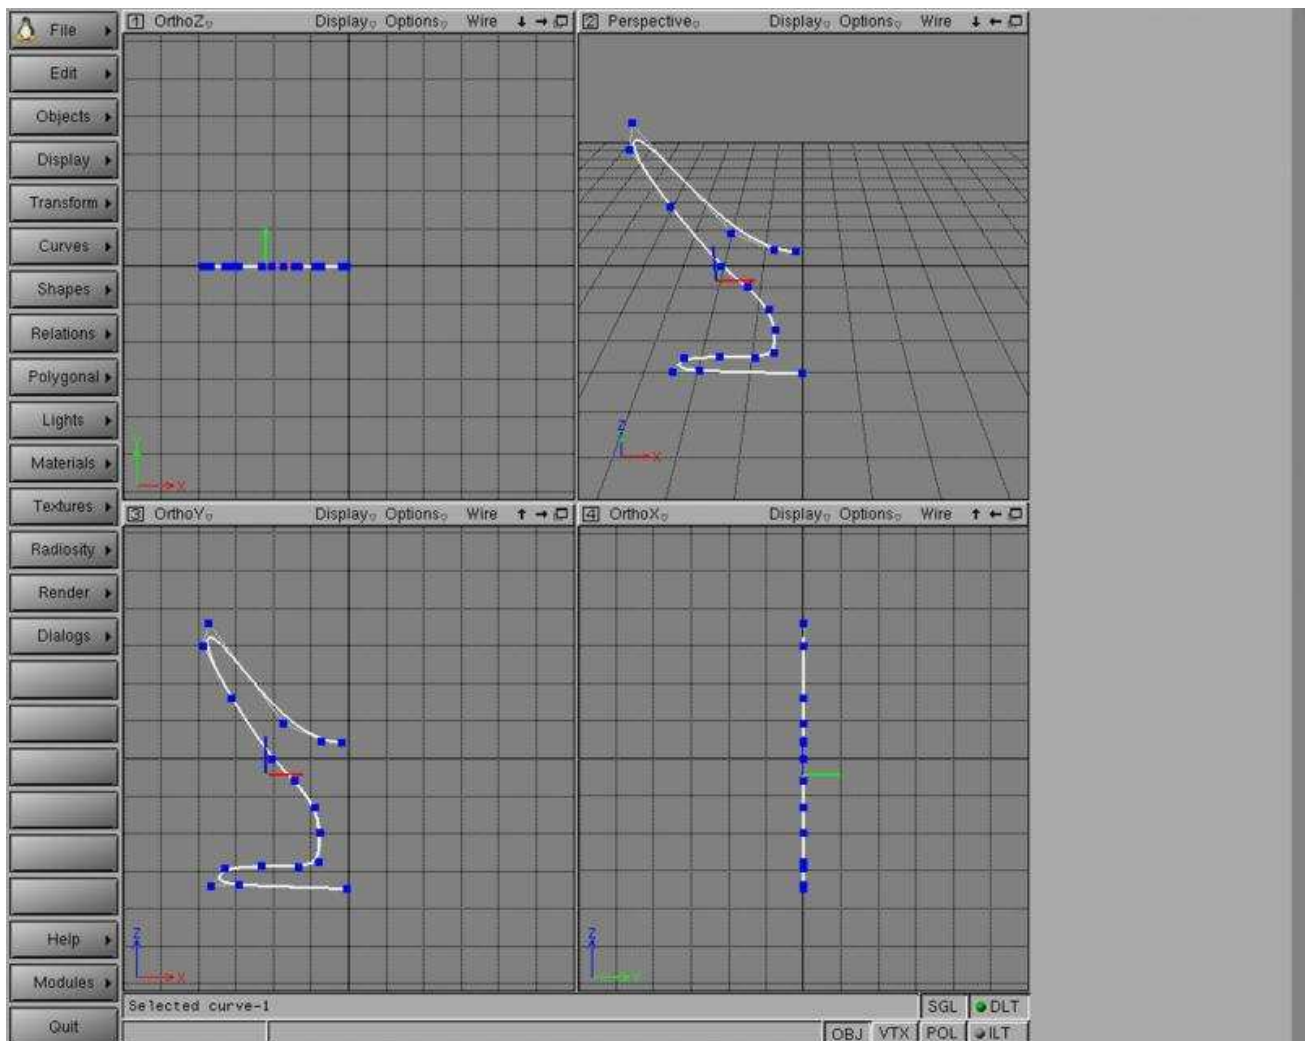 File
Edit
Objects
Display
Transform
Curves
Shapes
Relations
Polygonal
Lights
Materials
Textures
Radiosity
Render
Dialogs
Help
Modules
Quit
1 OrthoZ Display Options Wire
Y
X
2 Perspective Display Options Wire
Z
X
3 OrthoY Display Options Wire
Z
X
4 OrthoX Display Options Wire
Z
Y
Selected curve-1
SGL DLT
OBJ VTX POL ILT